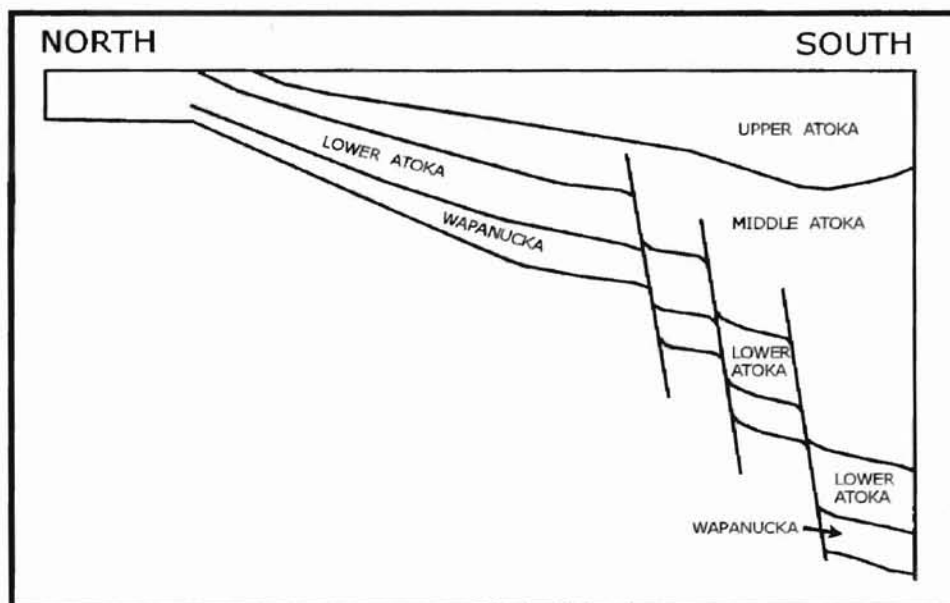 NORTH
SOUTH
UPPER ATOKA
LOWER ATOKA
WAPANUCKA
MIDDLE ATOKA
LOWER
ATOKA
LOWER
ATOKA
WAPANUCKA